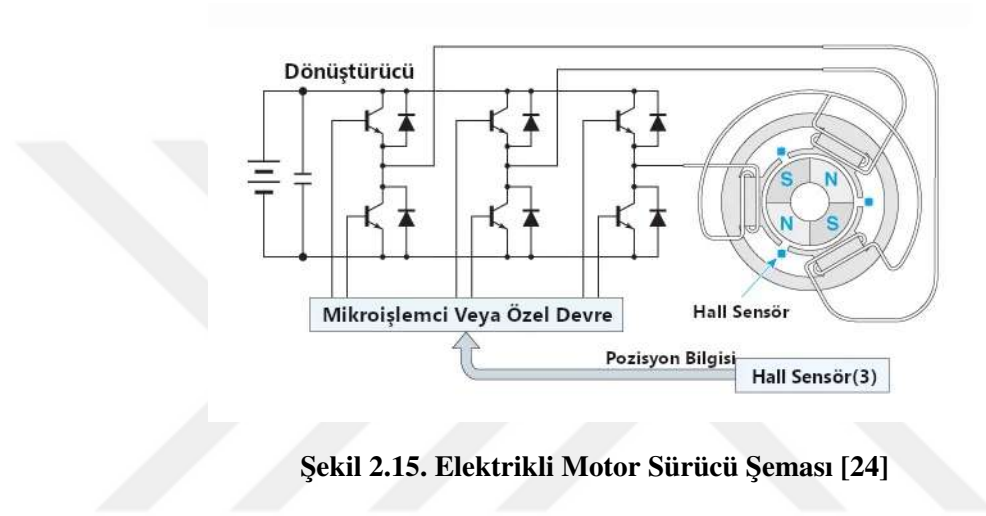 Dönüştürücü
S N
N S
Hall Sensör
Mikroişlemci Veya Özel Devre
Pozisyon Bilgisi
Hall Sensör(3)
Şekil 2.15. Elektrikli Motor Sürücü Şeması [24]